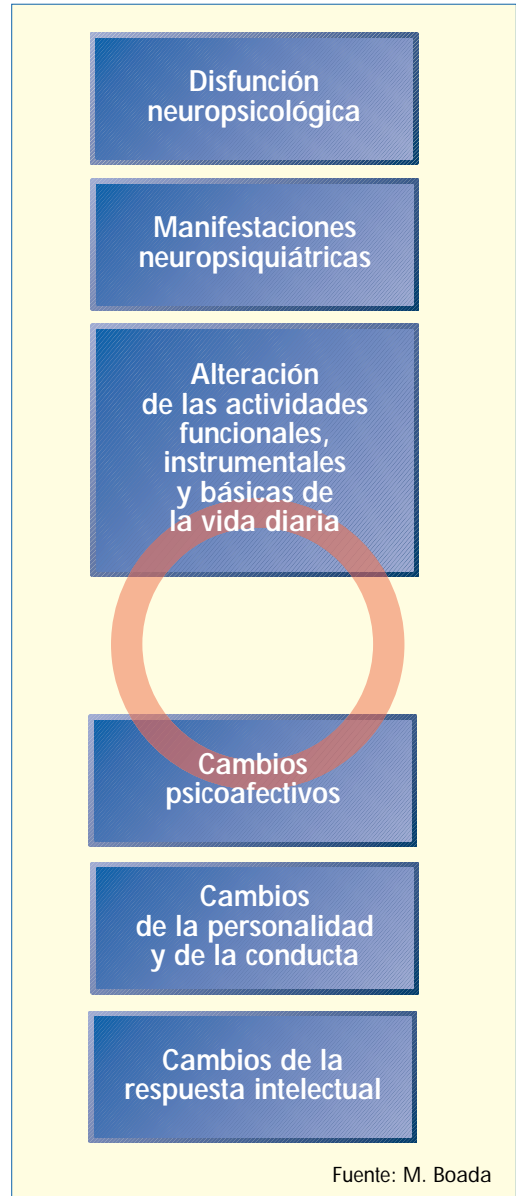 Disfunción
neuropsicológica
Manifestaciones
neuropsiquiátricas
Alteración
de las actividades
funcionales,
instrumentales
y básicas de
la vida diaria
Cambios
psicoafectivos
Cambios
de la personalidad
y de la conducta
Cambios de la
respuesta intelectual
Fuente: M. Boada